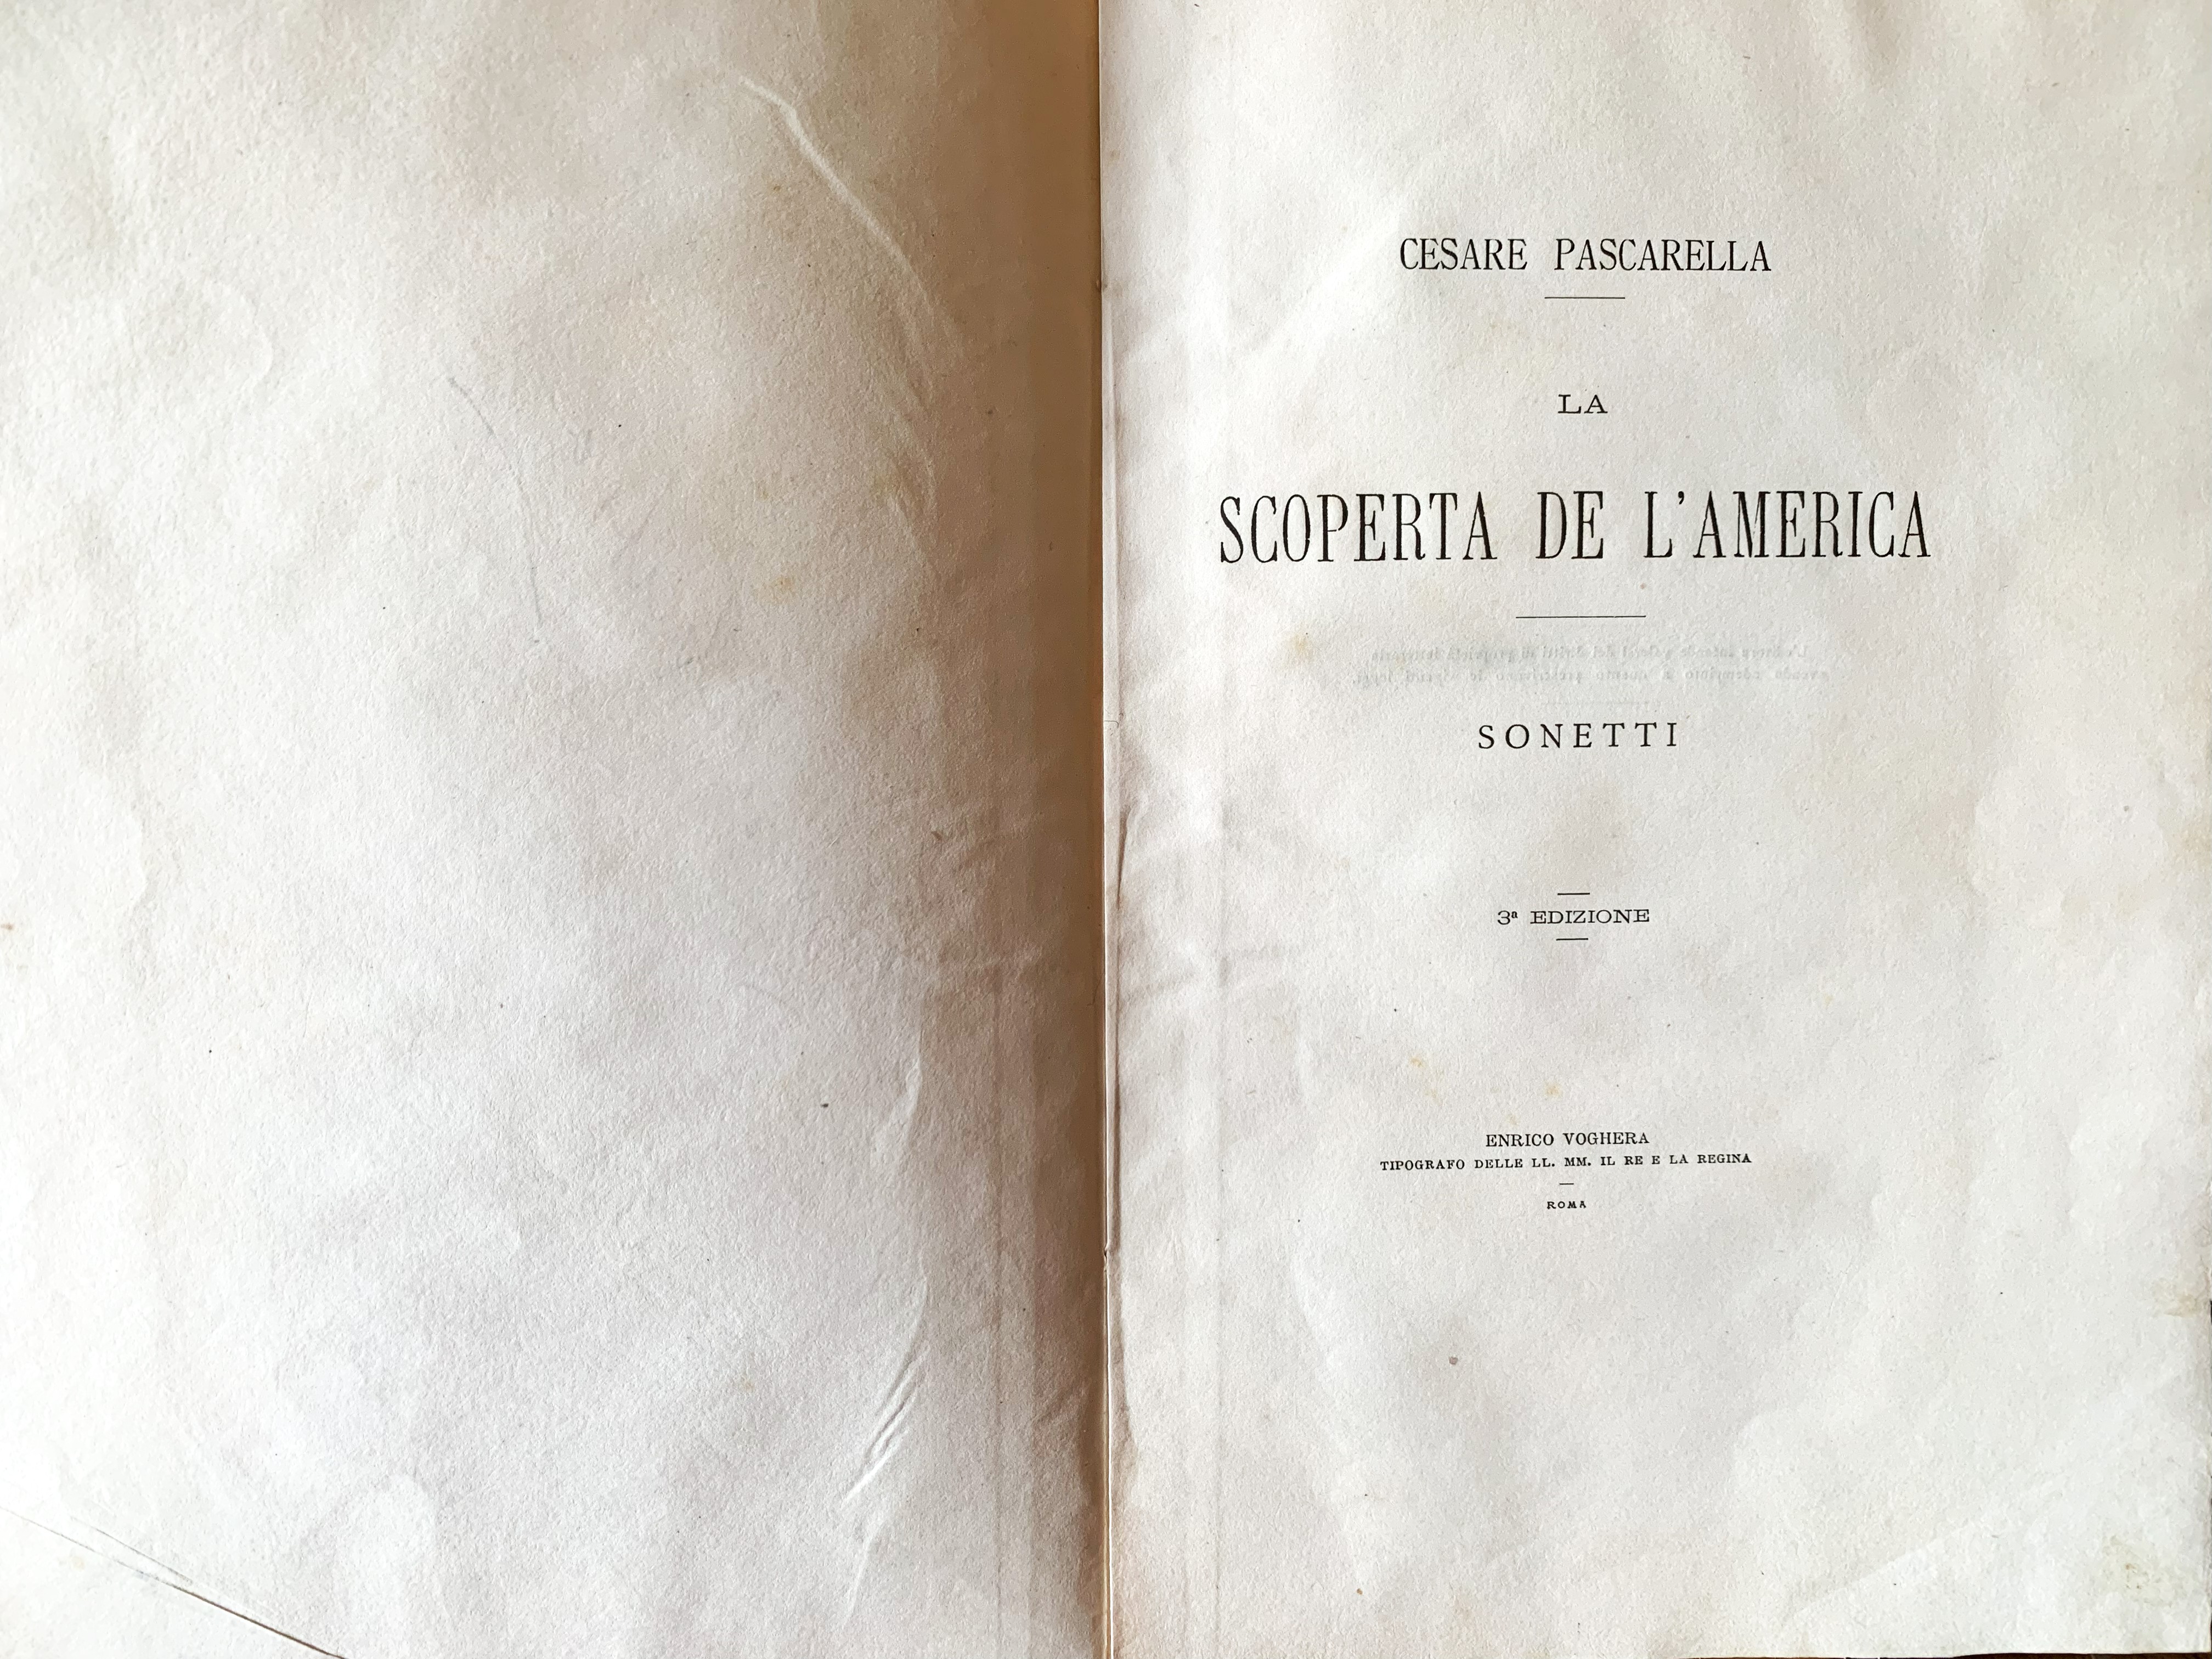 CESARE PASCARELLA
LA
SCOPERTA DE L'AMERICA
SONETTI
3ª EDIZIONE
ENRICO VOGHERA
TIPOGRAFO DELLE LL. MM. IL RE E LA REGINA
ROMA